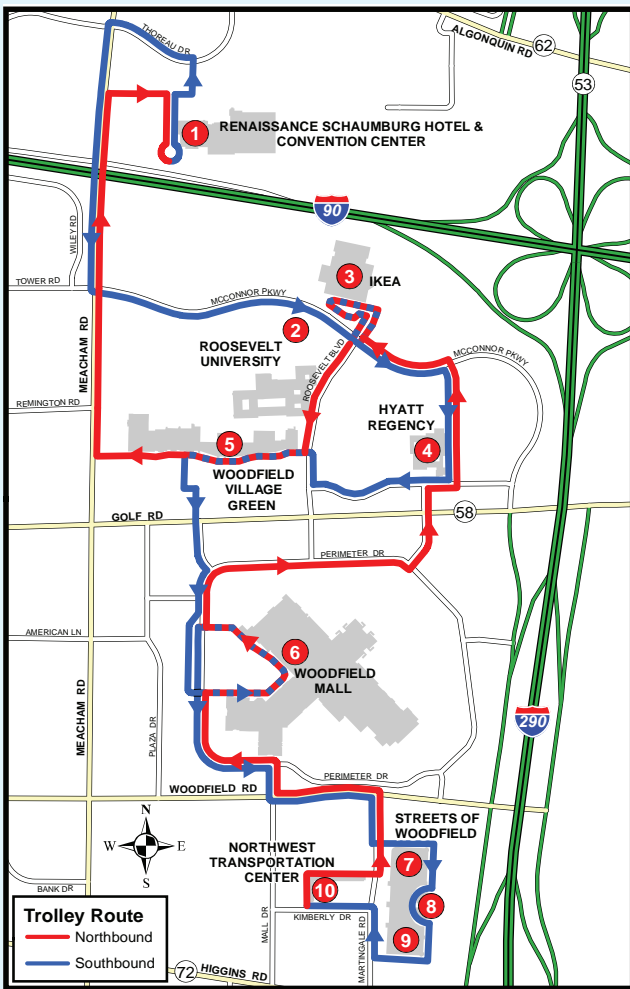 THOREAU DR
ALGONQUIN RD
62
53
1
RENAISSANCE SCHAUMBURG HOTEL &
CONVENTION CENTER
90
WILEY RD
TOWER RD
3
IKEA
MCCONNOR PKWY
2
ROOSEVELT
UNIVERSITY
ROOSEVELT BLVD
MCCONNOR PKWY
MEACHAM RD
REMINGTON RD
HYATT
REGENCY
4
5
WOODFIELD
VILLAGE
GREEN
GOLF RD
58
PERIMETER DR
AMERICAN LN
6
WOODFIELD
MALL
MEACHAM RD
PLAZA DR
290
PERIMETER DR
WOODFIELD RD
N
W
E
S
STREETS OF
WOODFIELD
NORTHWEST
TRANSPORTATION
CENTER
7
10
8
9
BANK DR
MALL DR
KIMBERLY DR
MARTINGALE RD
Trolley Route
Northbound
Southbound
72
HIGGINS RD